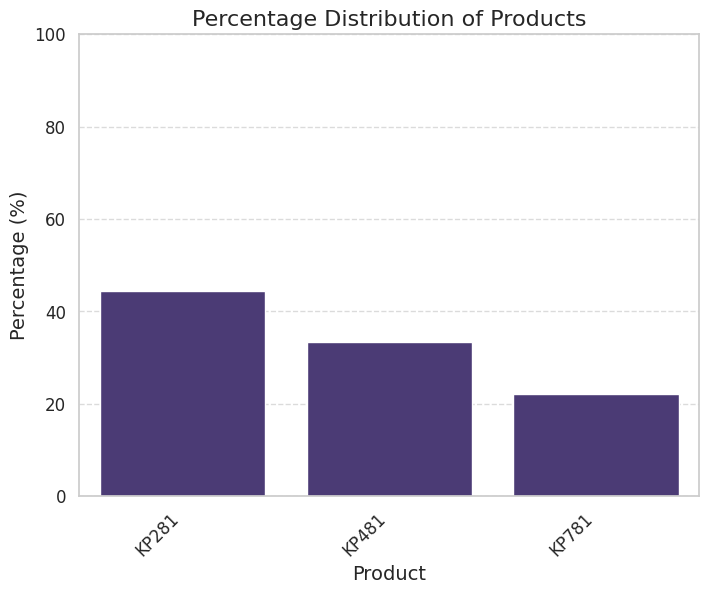 Percentage Distribution of Products
Percentage (%)
100
80
60
40
20
0
KP281
KP481
KP781
Product